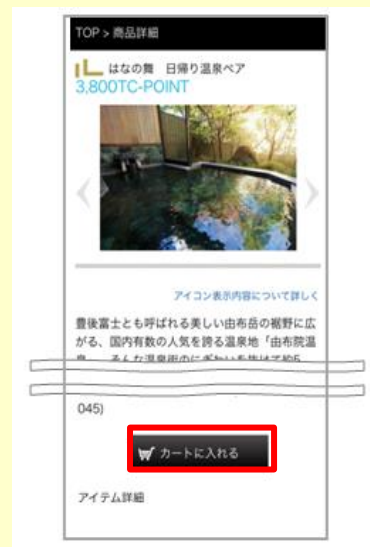 TOP > 商品詳細
はなの舞 日帰り温泉ペア
3,800TC-POINT
アイコン表示内容について詳しく
豊後富士とも呼ばれる美しい由布岳の裾野に広
がる、国内有数の人気を誇る温泉地「由布院温
泉
045)
カートに入れる
アイテム詳細